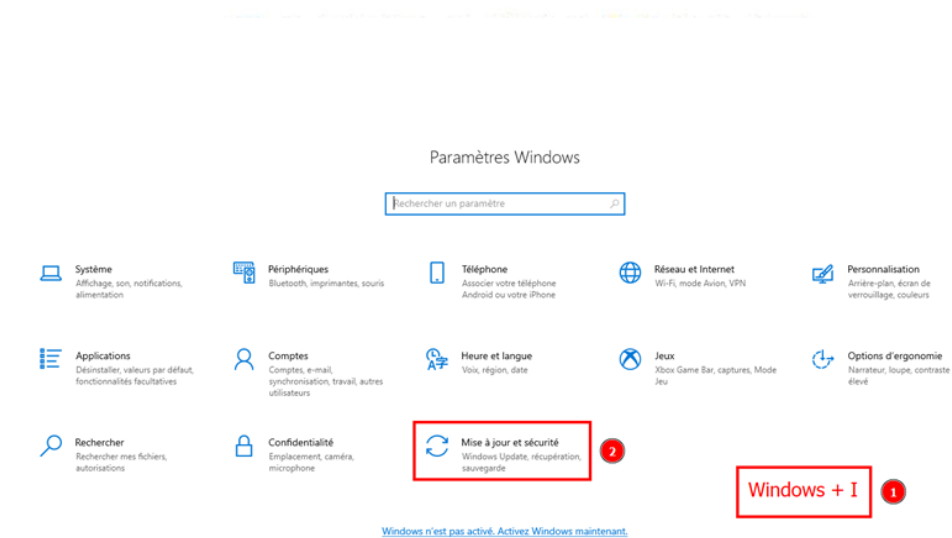 Paramètres Windows
Rechercher un paramètre
Système
Affichage, son, notifications,
alimentation
Périphériques
Bluetooth, imprimantes, souris
Téléphone
Associer votre téléphone
Android ou votre iPhone
Réseau et Internet
Wi-Fi, mode Avion, VPN
Personnalisation
Arrière-plan, écran de
verrouillage, couleurs
Applications
Désinstaller, valeurs par défaut,
fonctionnalités facultatives
Comptes
Comptes, e-mail,
synchronisation, travail, autres
utilisateurs
Heure et langue
Voix, région, date
Jeux
Xbox Game Bar, captures, Mode
Jeu
Options d'ergonomie
Narrateur, loupe, contraste
élevé
Rechercher
Rechercher mes fichiers,
autorisations
Confidentialité
Emplacement, caméra,
microphone
Mise à jour et sécurité
Windows Update, récupération,
sauvegarde
2
Windows + I
1
Windows n'est pas activé. Activez Windows maintenant.